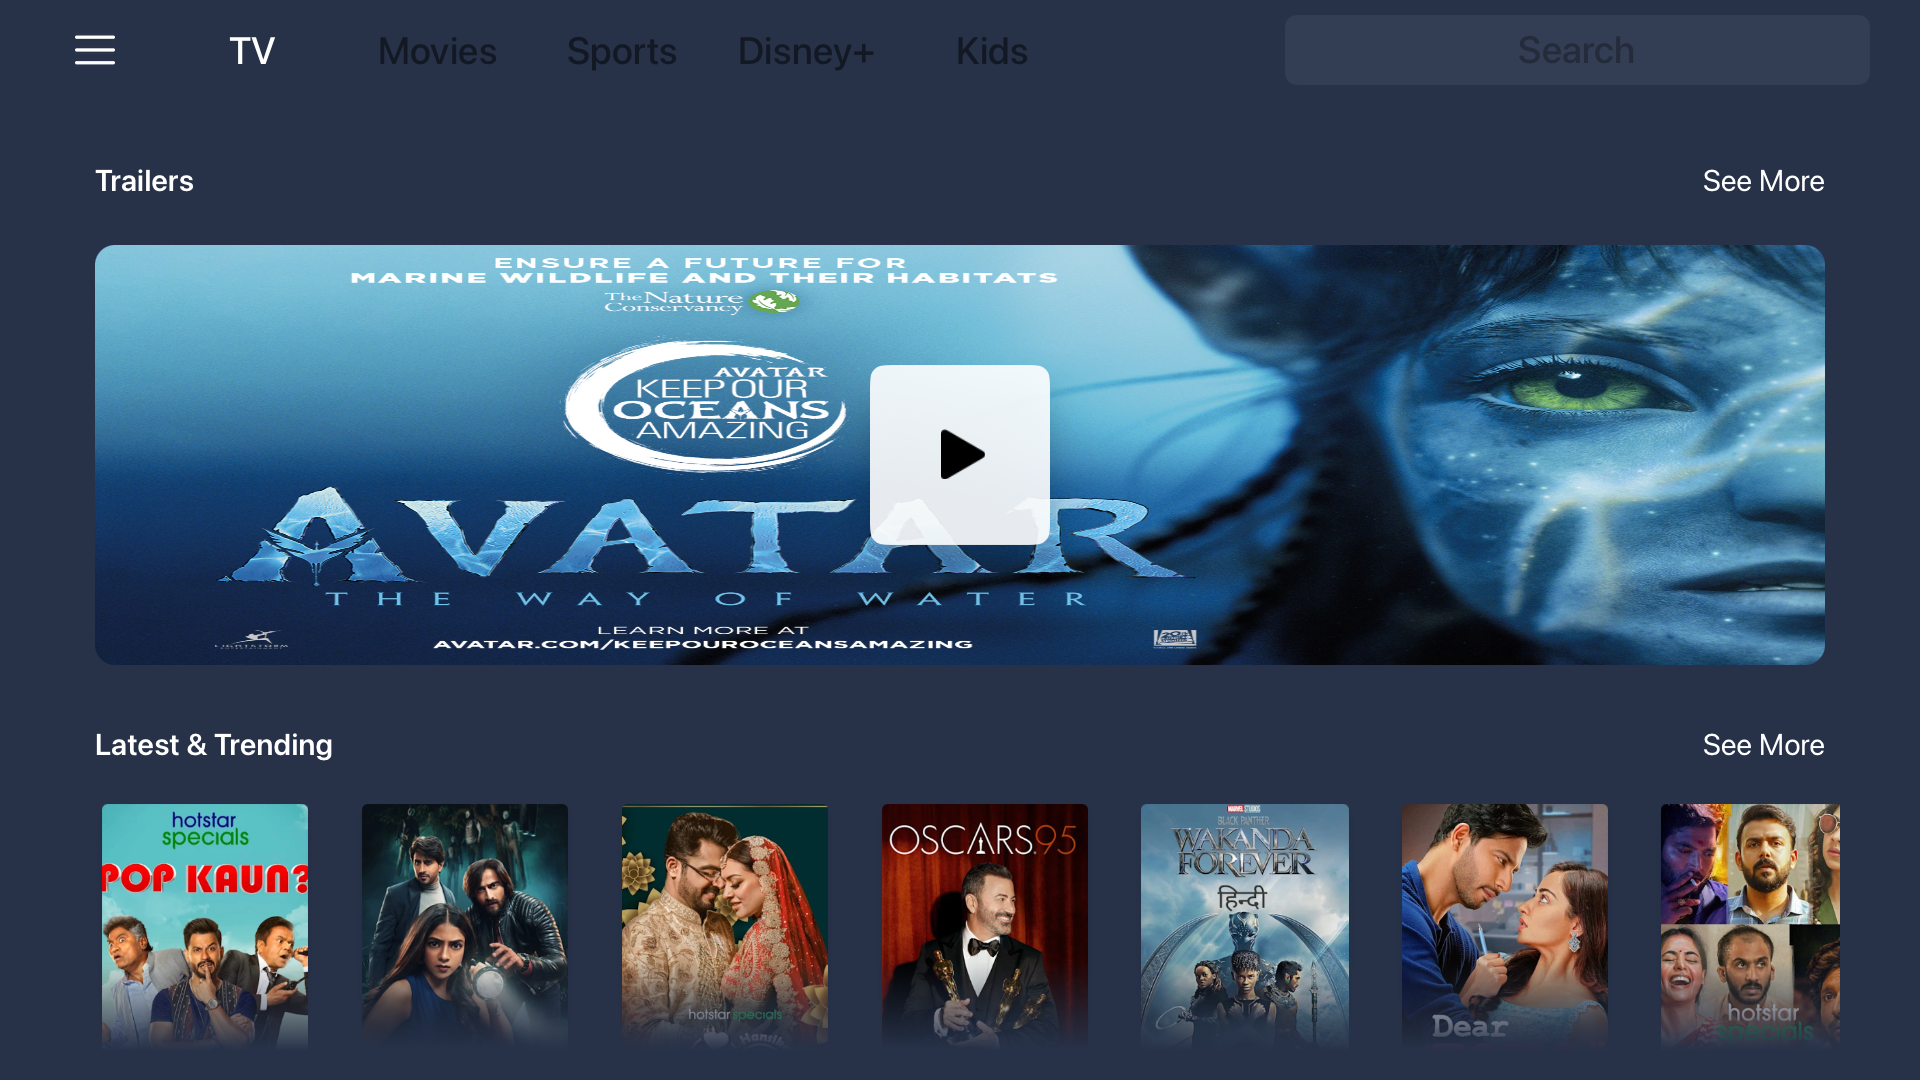 TV
Movies
Sports
Disney+
Kids
Search
Trailers
See More
ENSURE A FUTURE FOR
MARINE WILDLIFE AND THEIR HABITATS
The Nature
Conservancy
AVATAR
KEEP OUR
OCEANS
AMAZING
AVATAR
THE WAY OF WATER
LEARN MORE AT
AVATAR.COM/KEEPOUROCEANSAMAZING
LIGHTSTORM
Latest & Trending
See More
hotstar
specials
POP KAUN?
hotstar specials
OSCARS.95
MARVEL STUDIOS
BLACK PANTHER
WAKANDA
FOREVER
हिन्दी
Dear
hotstar
specials